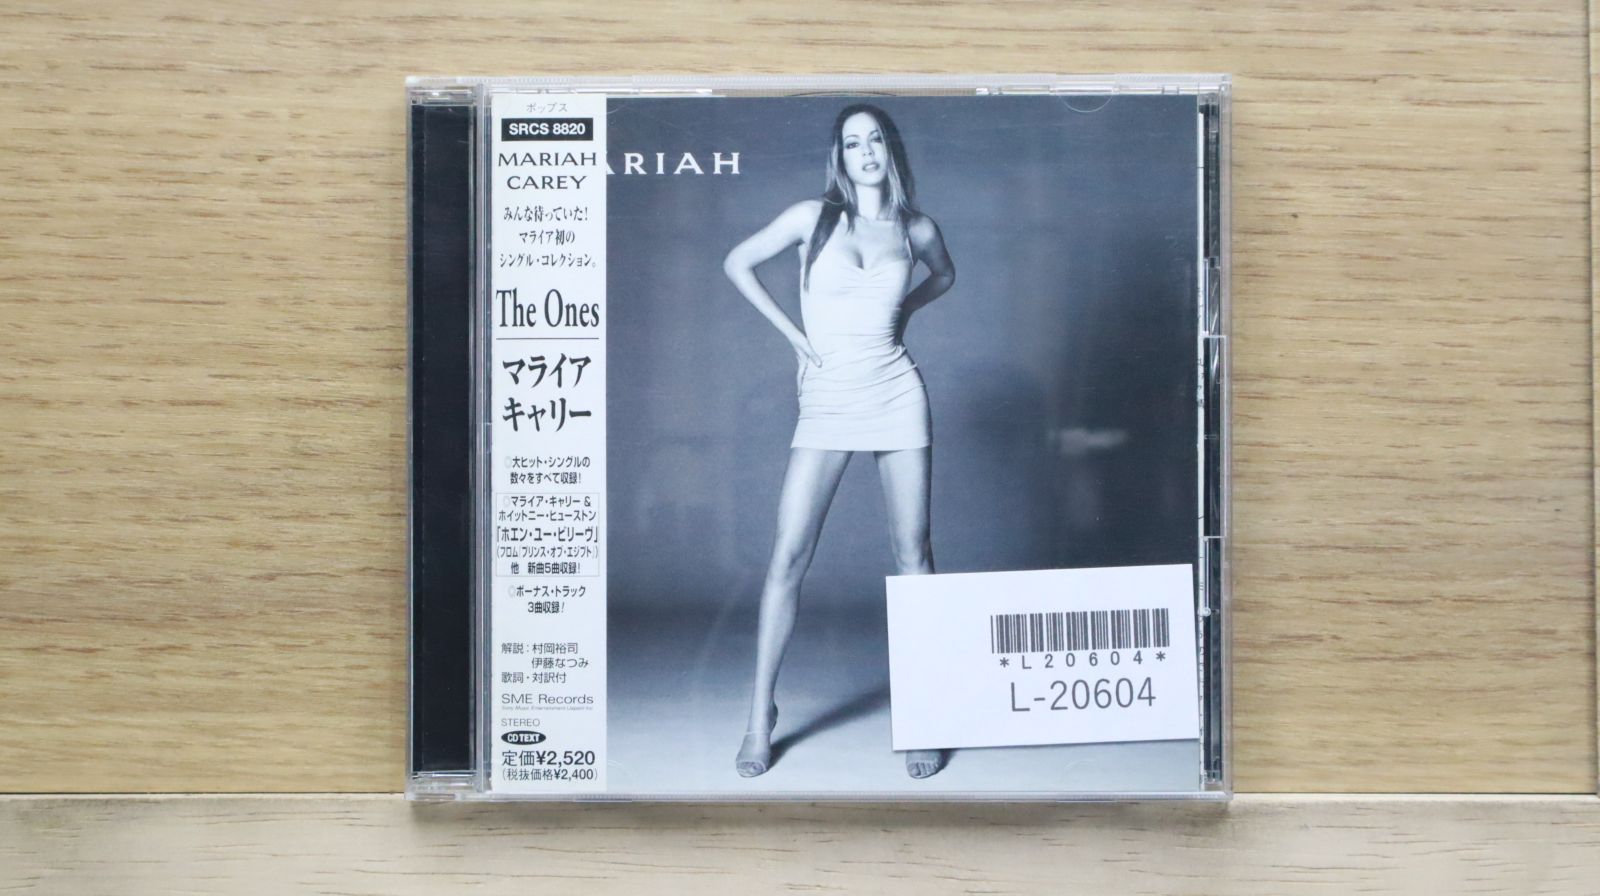 ポップス
SRCS 8820
MARIAH
CAREY
みんな待っていた!
マライア初の
シングル・コレクション。
The Ones
マライア
キャリー
◎大ヒット・シングルの
数々をすべて収録!
◎マライア・キャリー &
ホイットニー・ヒューストン
「ホエン・ユー・ビリーヴ」
(フロム「プリンス・オブ・エジプト」)
他 新曲5曲収録!
◎ボーナス・トラック
3曲収録!
解説:村岡裕司
伊藤なつみ
歌詞・対訳付
SME Records
Sony Music Entertainment (Japan) Inc.
STEREO
CD TEXT
定価¥2,520
(税抜価格¥2,400)
ARIAH
*L20604*
L-20604